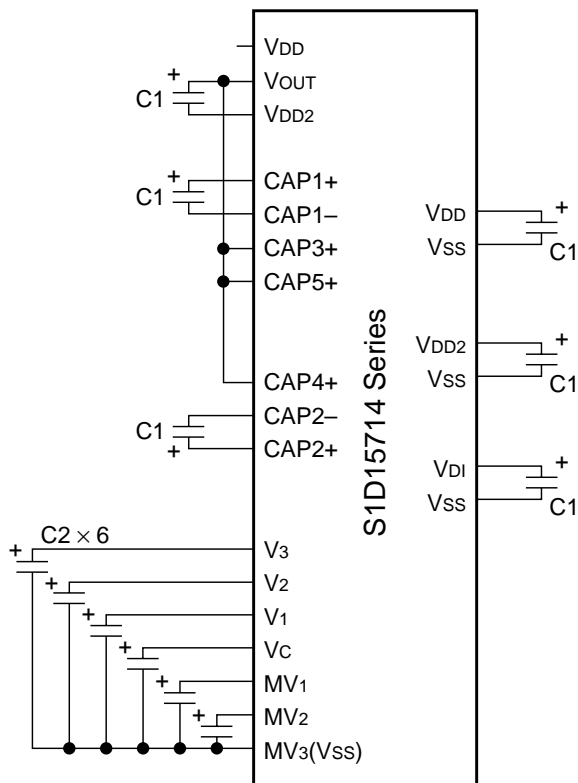 VDD
+
VOUT
C1
VDD2
+
CAP1+
C1
CAP1–
CAP3+
CAP5+
CAP4+
CAP2–
C1
CAP2+
+
C2 × 6
+
V3
+
V2
+
V1
+
VC
+
MV1
+
MV2
MV3(VSS)
S1D15714 Series
VDD
+
VSS
C1
VDD2
+
VSS
C1
VDI
+
VSS
C1